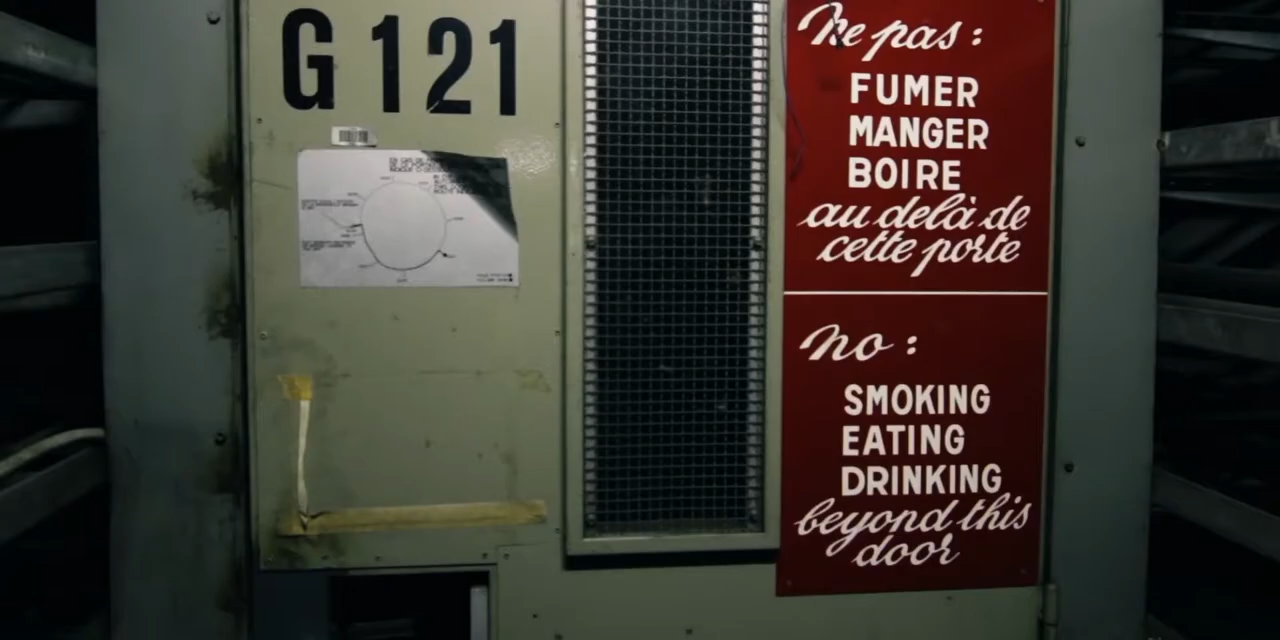 G 121
Ne pas :
FUMER
MANGER
BOIRE
au delà de
cette porte
no :
SMOKING
EATING
DRINKING
beyond this
door